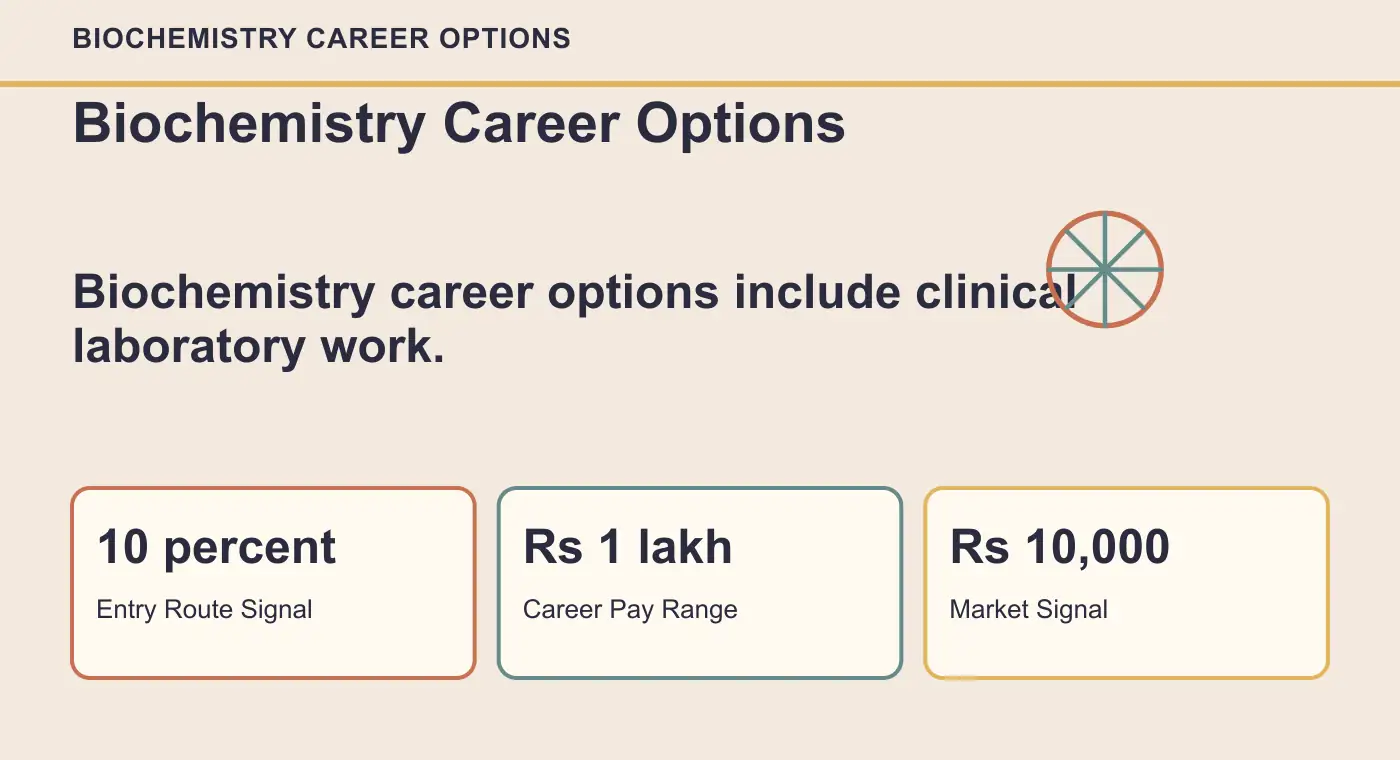 BIOCHEMISTRY CAREER OPTIONS
Biochemistry Career Options
Biochemistry career options include clinical
laboratory work.
10 percent
Entry Route Signal
Rs 1 lakh
Career Pay Range
Rs 10,000
Market Signal